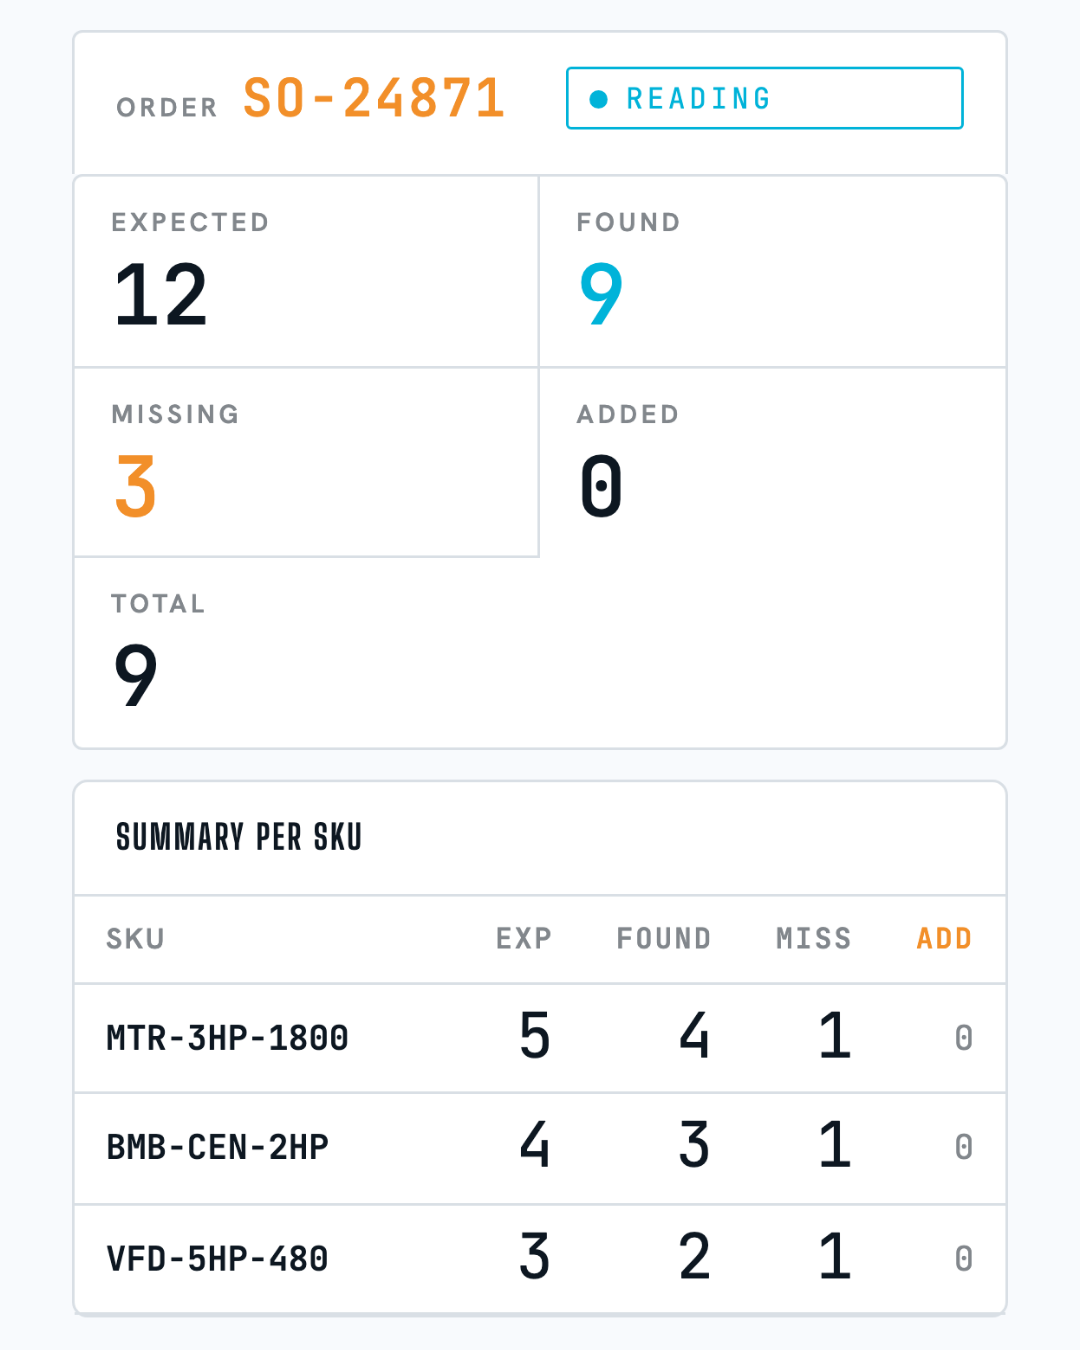 ORDER SO-24871 READING
EXPECTED
12
FOUND
9
MISSING
3
ADDED
0
TOTAL
9
SUMMARY PER SKU
SKU EXP FOUND MISS ADD
MTR-3HP-1800 5 4 1 0
BMB-CEN-2HP 4 3 1 0
VFD-5HP-480 3 2 1 0